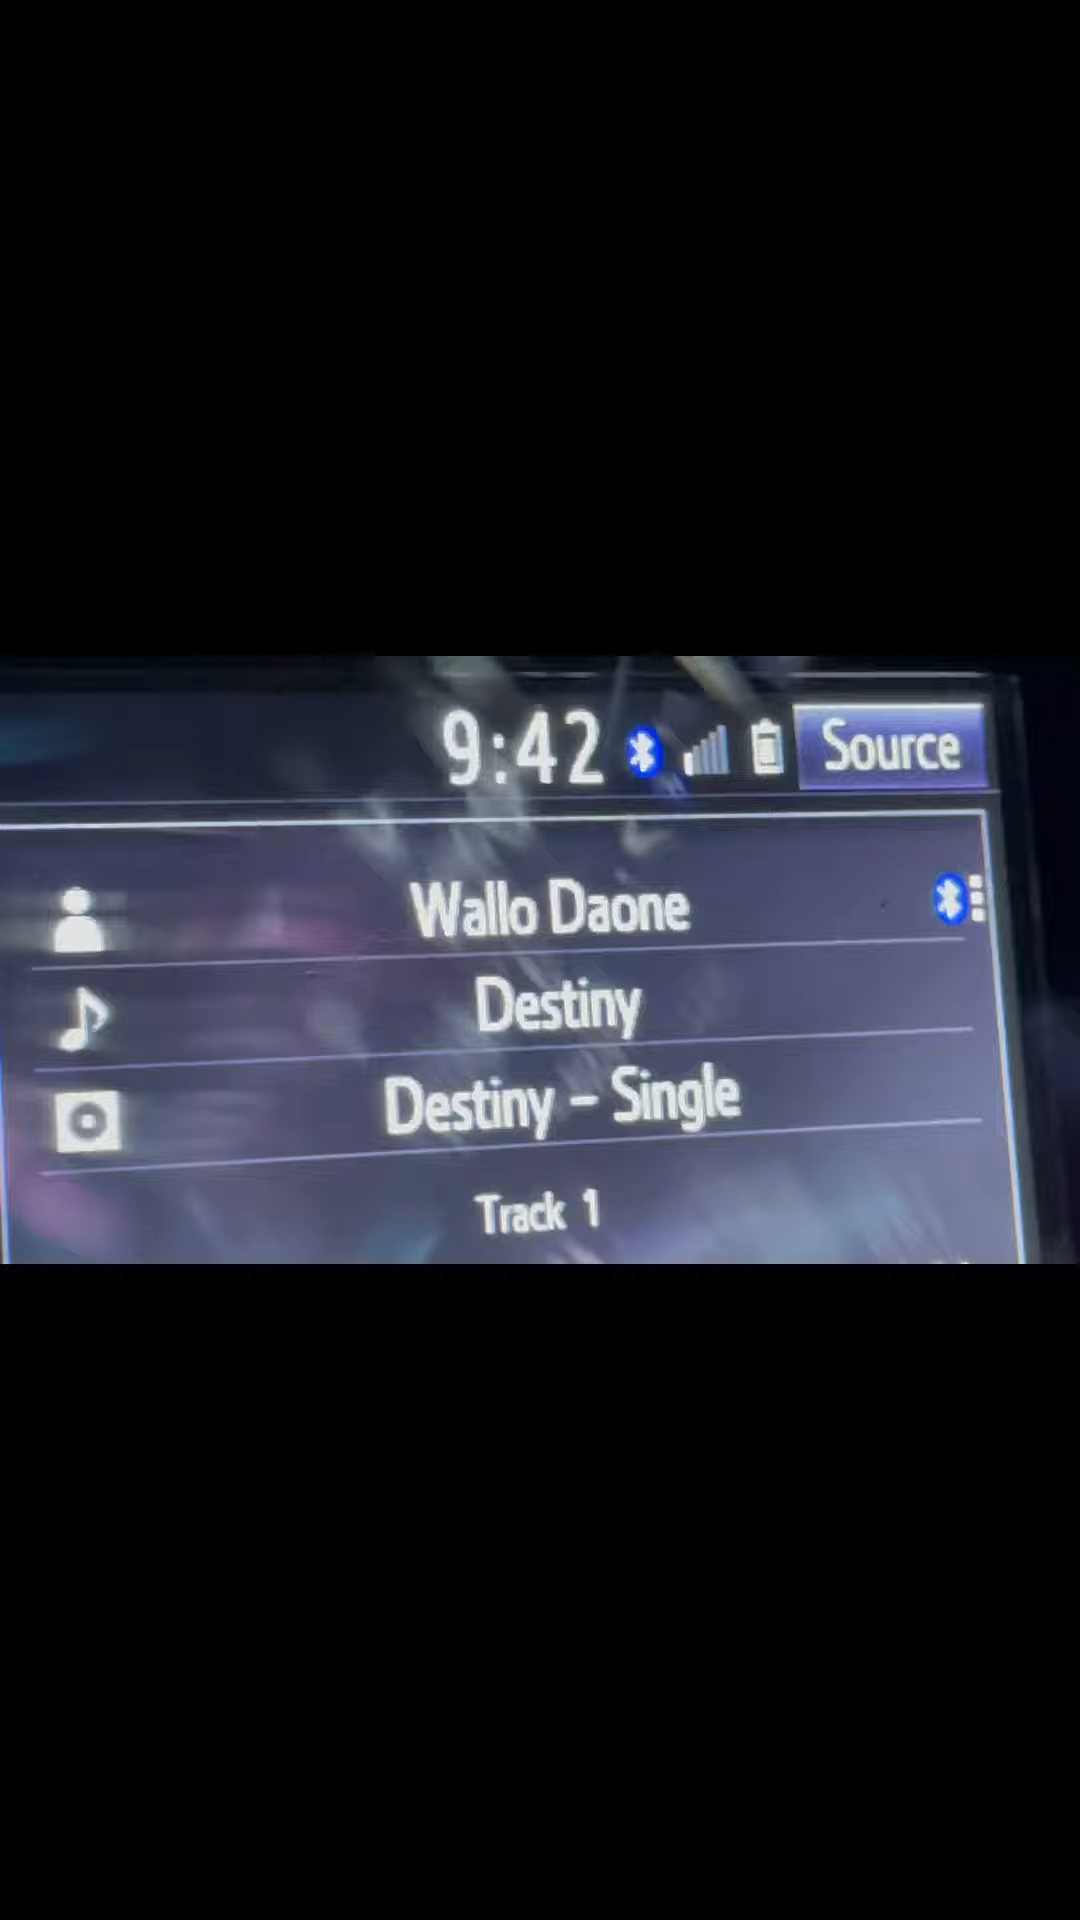 9:42 Source
Wallo Daone
Destiny
Destiny - Single
Track 1